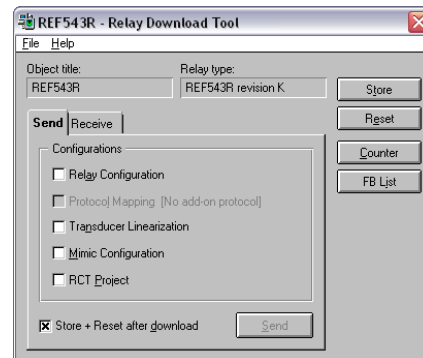 REF543R - Relay Download Tool
File Help
Object title: Relay type:
REF543R REF543R revision K
Store
Send Receive
Reset
Configurations
Counter
Relay Configuration
FB List
Protocol Mapping [No add-on protocol]
Transducer Linearization
Mimic Configuration
RCT Project
Store + Reset after download Send